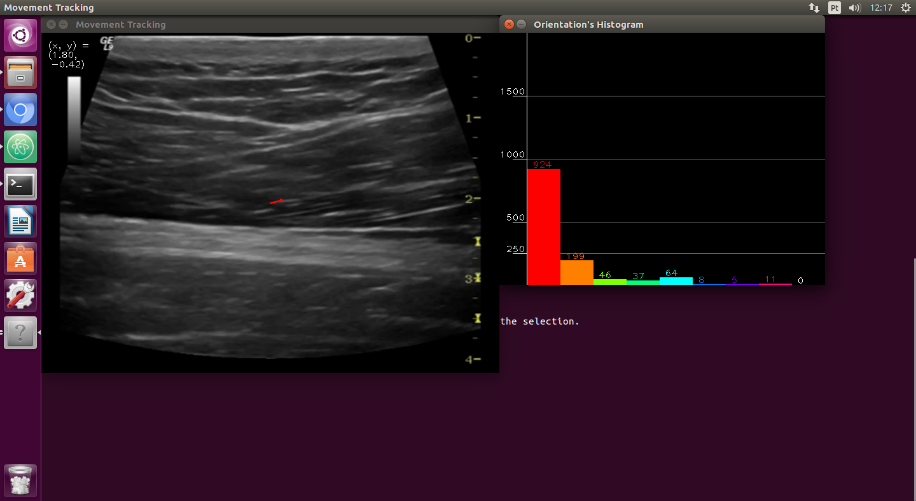 Movement Tracking
Pt
12:17
Movement Tracking
Orientation's Histogram
(x, y) =
(1.80,
-0.42)
GE
L9
0
1
2
3
4
1500
1000
500
250
924
199
46
37
64
8
11
0
the selection.